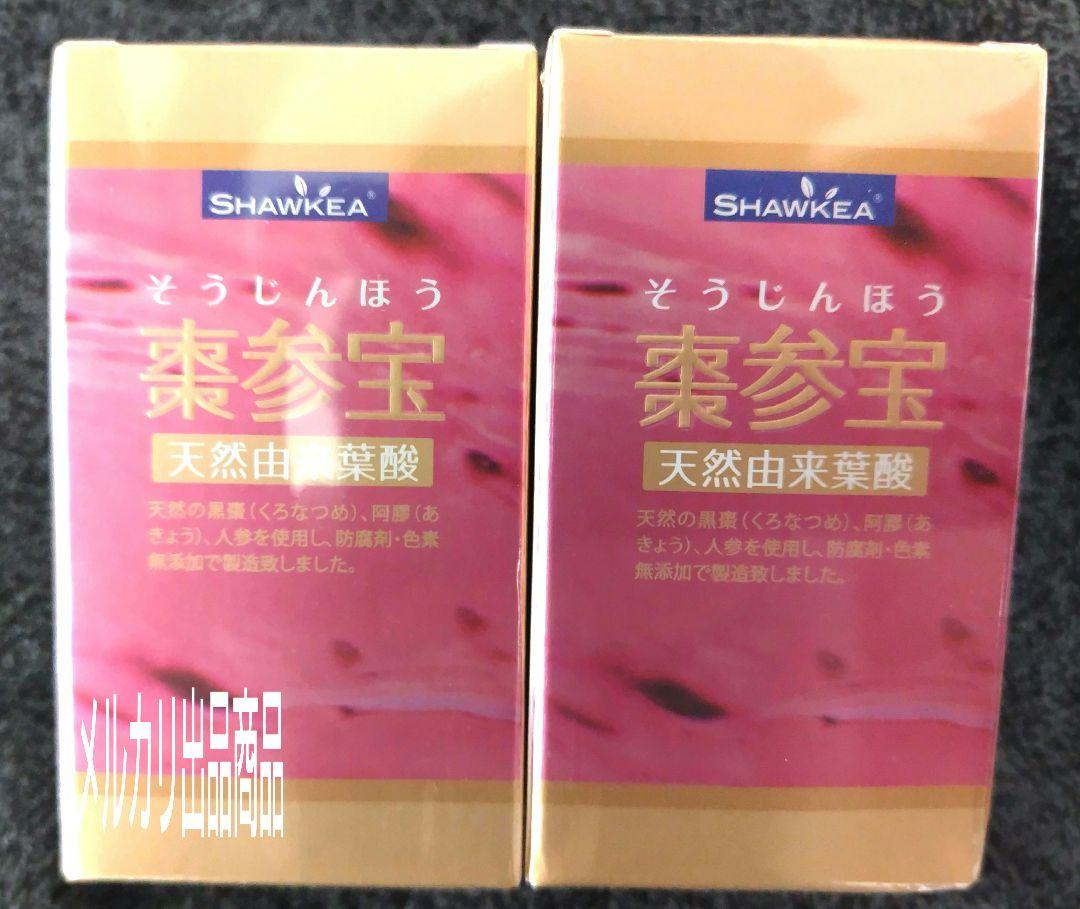 SHAWKEA®
そうじんほう
棗参宝
天然由来葉酸
天然の黒棗(くろなつめ)、阿膠(あ
きょう)、人参を使用し、防腐剤・色素
無添加で製造致しました。
メルカリ出品商品
SHAWKEA®
そうじんほう
棗参宝
天然由来葉酸
天然の黒棗(くろなつめ)、阿膠(あ
きょう)、人参を使用し、防腐剤・色素
無添加で製造致しました。